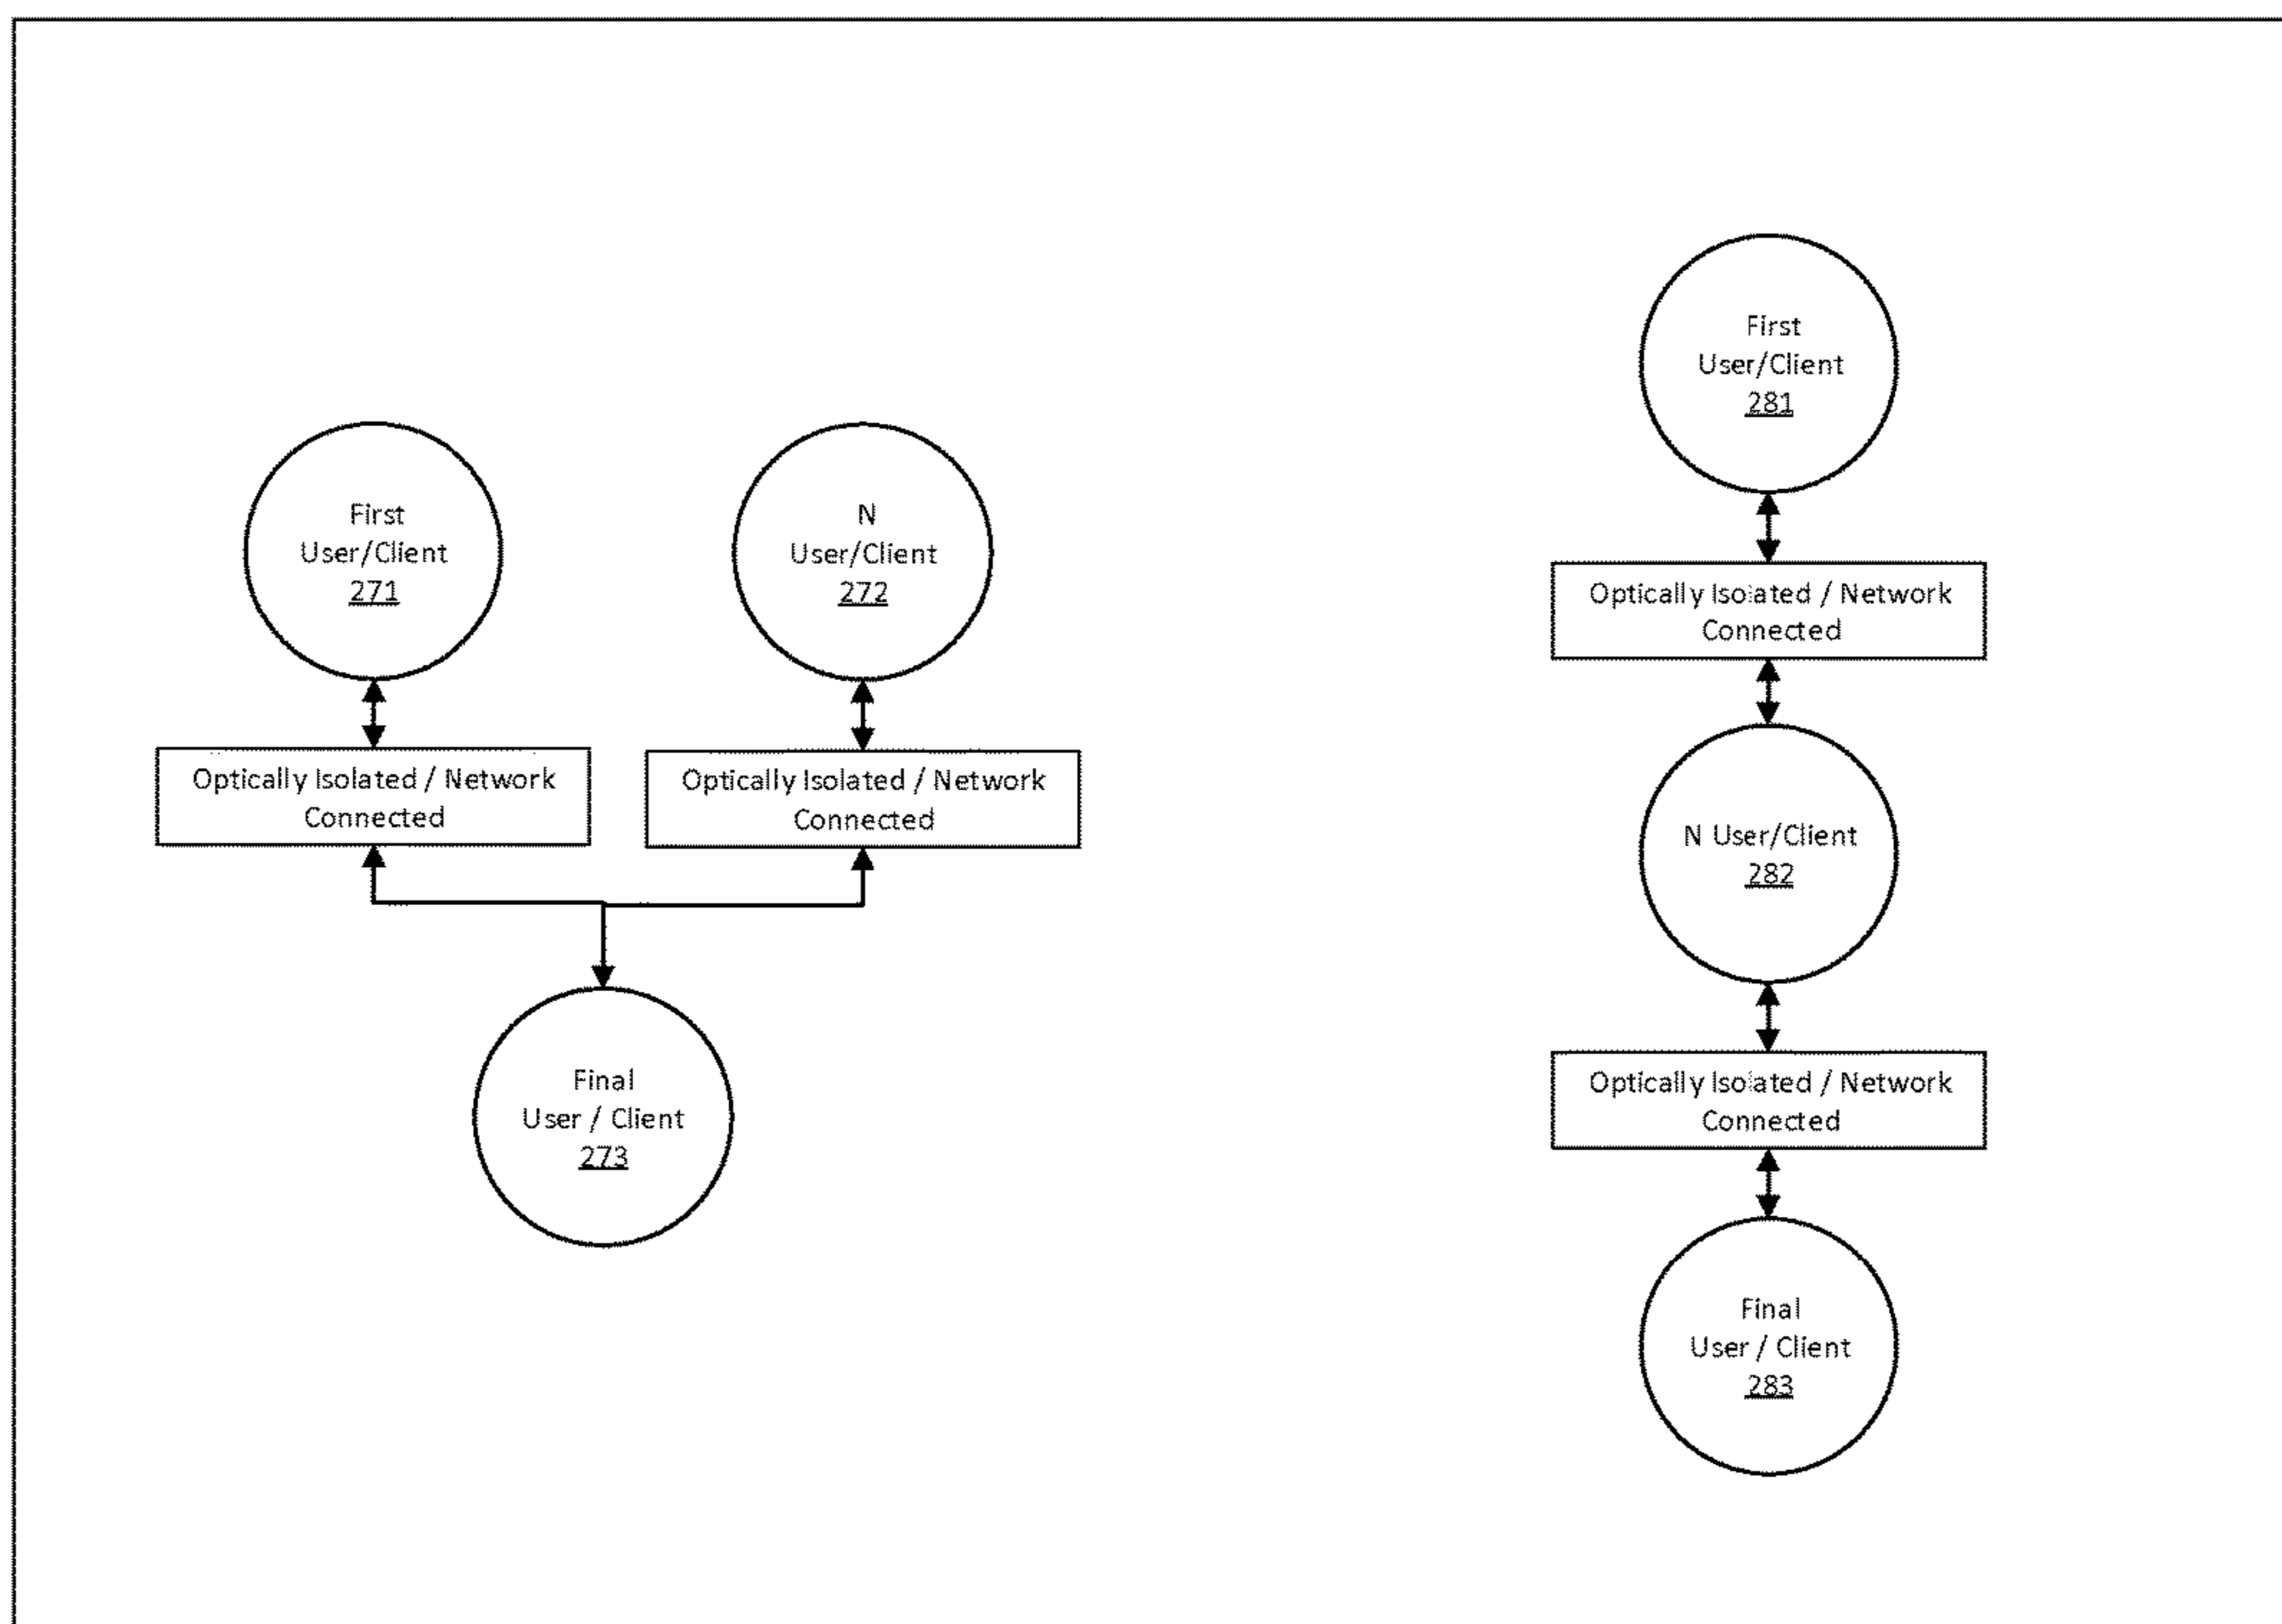 First
User/Client
271
N
User/Client
272
Optically Isolated / Network
Connected
Optically Isolated / Network
Connected
Final
User / Client
273
First
User/Client
281
Optically Isolated / Network
Connected
N User/Client
282
Optically Isolated / Network
Connected
Final
User / Client
283